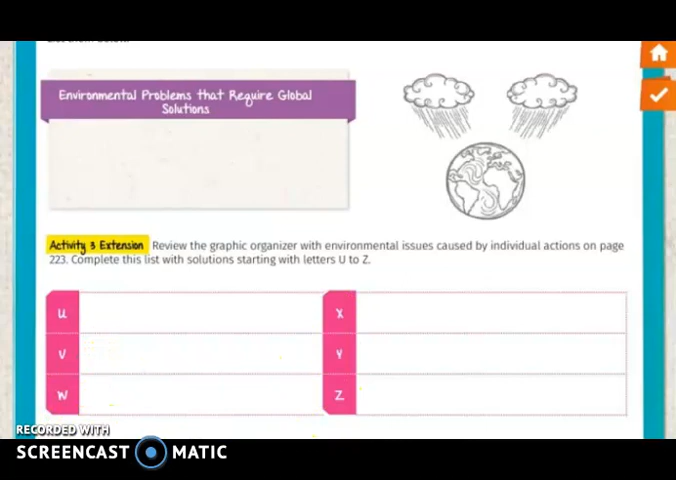 Environmental Problems that Require Global
Solutions
Activity 3 Extension Review the graphic organizer with environmental issues caused by individual actions on page
223. Complete this list with solutions starting with letters U to Z.
U
X
V
Y
W
Z
RECORDED WITH
SCREENCAST MATIC